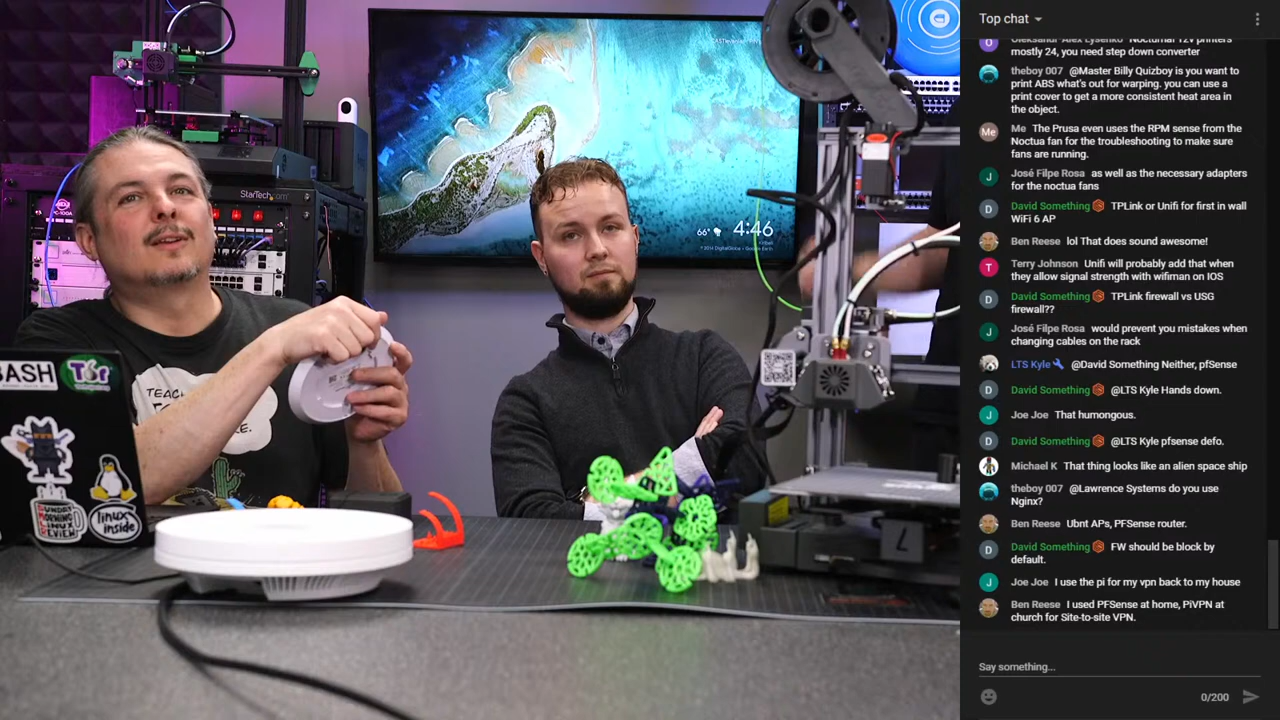 StarTech.com
66°
4:46
BASH
Tor
TEAC
E.
SUNDAY
MORNING
LINUX
REVIEW
linux
inside
Top chat
mostly 24, you need step down converter
theboy 007 @Master Billy Quizboy is you want to
print ABS what's out for warping. you can use a
print cover to get a more consistent heat area in
the object.
Me The Prusa even uses the RPM sense from the
Noctua fan for the troubleshooting to make sure
fans are running.
José Filpe Rosa as well as the necessary adapters
for the noctua fans
David Something TPLink or Unifi for first in wall
WiFi 6 AP
Ben Reese lol That does sound awesome!
Terry Johnson Unifi will probably add that when
they allow signal strength with wifiman on IOS
David Something TPLink firewall vs USG
firewall??
José Filpe Rosa would prevent you mistakes when
changing cables on the rack
LTS Kyle @David Something Neither, pfSense
David Something @LTS Kyle Hands down.
Joe Joe That humongous.
David Something @LTS Kyle pfsense defo.
Michael K That thing looks like an alien space ship
theboy 007 @Lawrence Systems do you use
Nginx?
Ben Reese Ubnt APs, PFSense router.
David Something FW should be block by
default.
Joe Joe I use the pi for my vpn back to my house
Ben Reese I used PFSense at home, PiVPN at
church for Site-to-site VPN.
Say something...
0/200